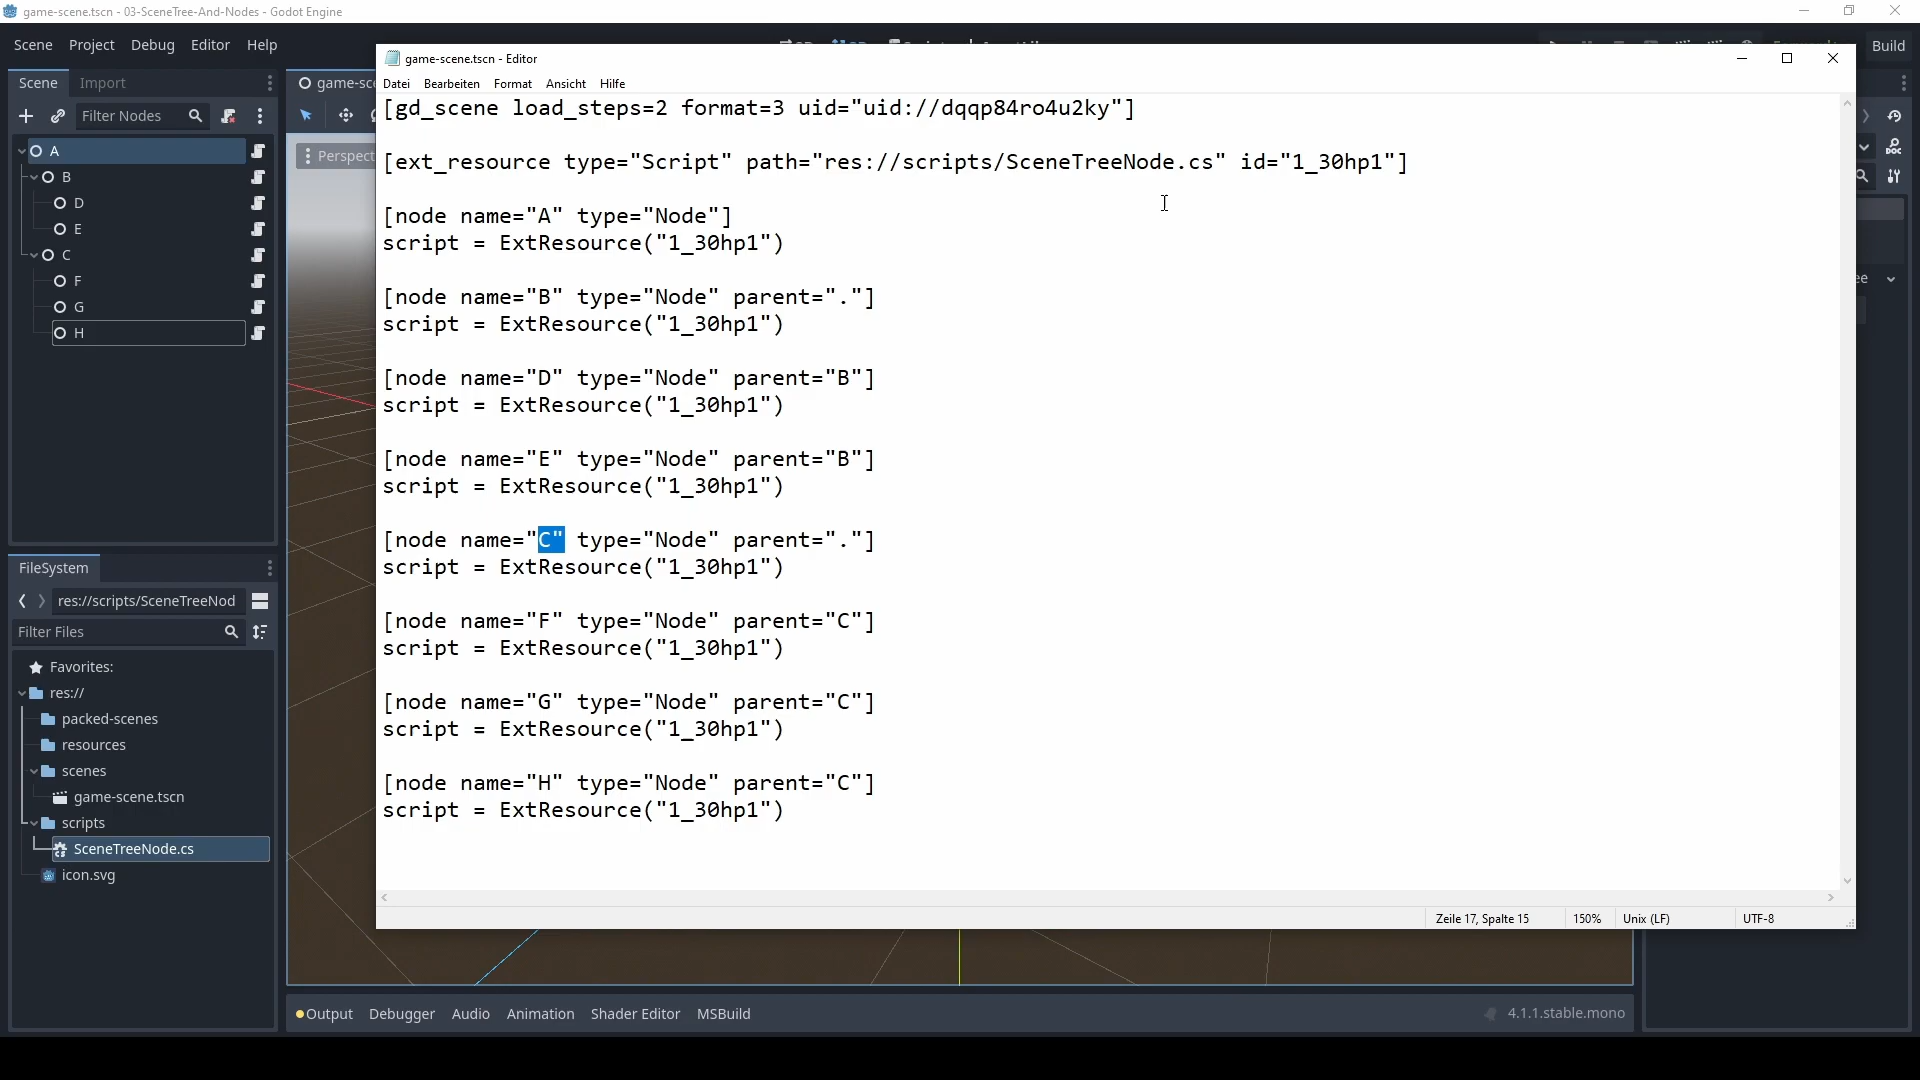 game-scene.tscn - 03-SceneTree-And-Nodes - Godot Engine
Scene Project Debug Editor Help
Build
Scene Import
Filter Nodes
A
B
D
E
C
F
G
H
game-sce
Perspect
game-scene.tscn - Editor
Datei Bearbeiten Format Ansicht Hilfe
[gd_scene load_steps=2 format=3 uid="uid://dqqp84ro4u2ky"]
[ext_resource type="Script" path="res://scripts/SceneTreeNode.cs" id="1_30hp1"]
[node name="A" type="Node"]
script = ExtResource("1_30hp1")
[node name="B" type="Node" parent="."]
script = ExtResource("1_30hp1")
[node name="D" type="Node" parent="B"]
script = ExtResource("1_30hp1")
[node name="E" type="Node" parent="B"]
script = ExtResource("1_30hp1")
[node name="C" type="Node" parent="."]
script = ExtResource("1_30hp1")
[node name="F" type="Node" parent="C"]
script = ExtResource("1_30hp1")
[node name="G" type="Node" parent="C"]
script = ExtResource("1_30hp1")
[node name="H" type="Node" parent="C"]
script = ExtResource("1_30hp1")
Zeile 17, Spalte 15 150% Unix (LF) UTF-8
DOC
ee
FileSystem
res://scripts/SceneTreeNod
Filter Files
Favorites:
res://
packed-scenes
resources
scenes
game-scene.tscn
scripts
SceneTreeNode.cs
icon.svg
Output Debugger Audio Animation Shader Editor MSBuild
4.1.1.stable.mono